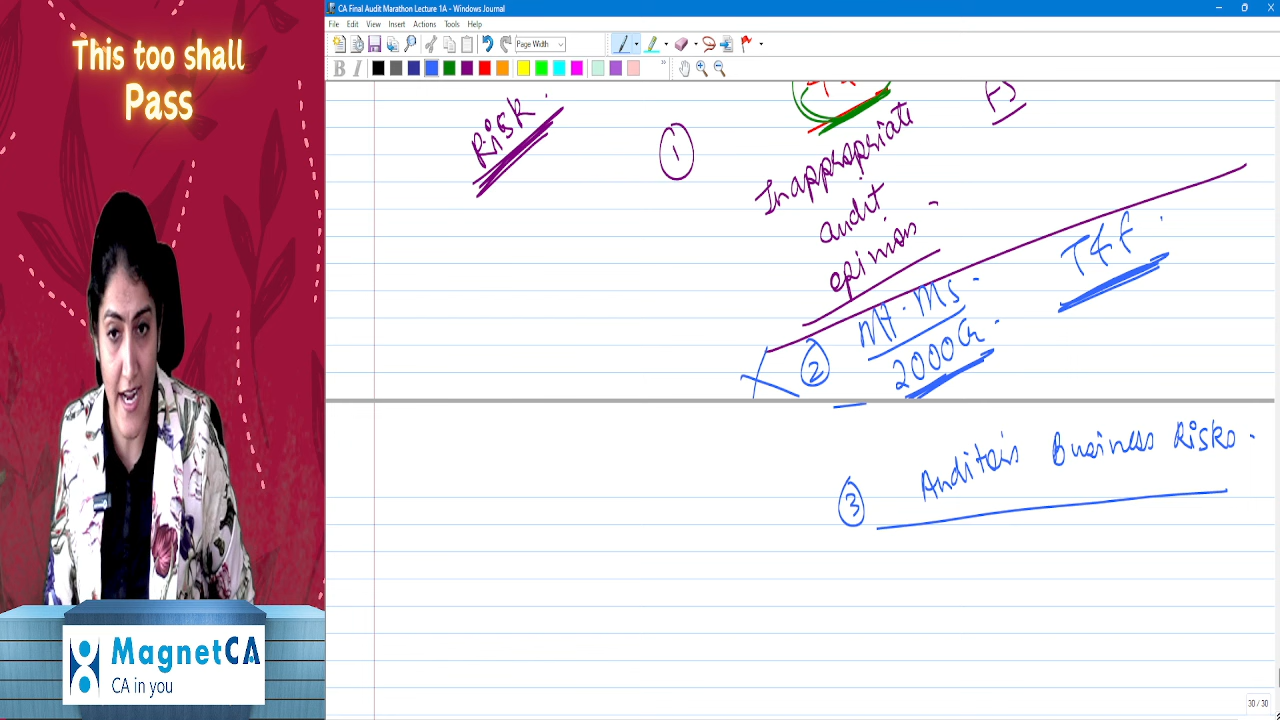 This too shall
Pass
MagnetCA
CA in you
CA Final Audit Marathon Lecture 1A - Windows Journal
File Edit View Insert Actions Tools Help
Page Width
B I
Risk.
①
FS
Inappropriate
audit
opinion
② Mt. Ms.
2000 Cr.
T&F.
③ Auditor's Business Risks.
30 / 30